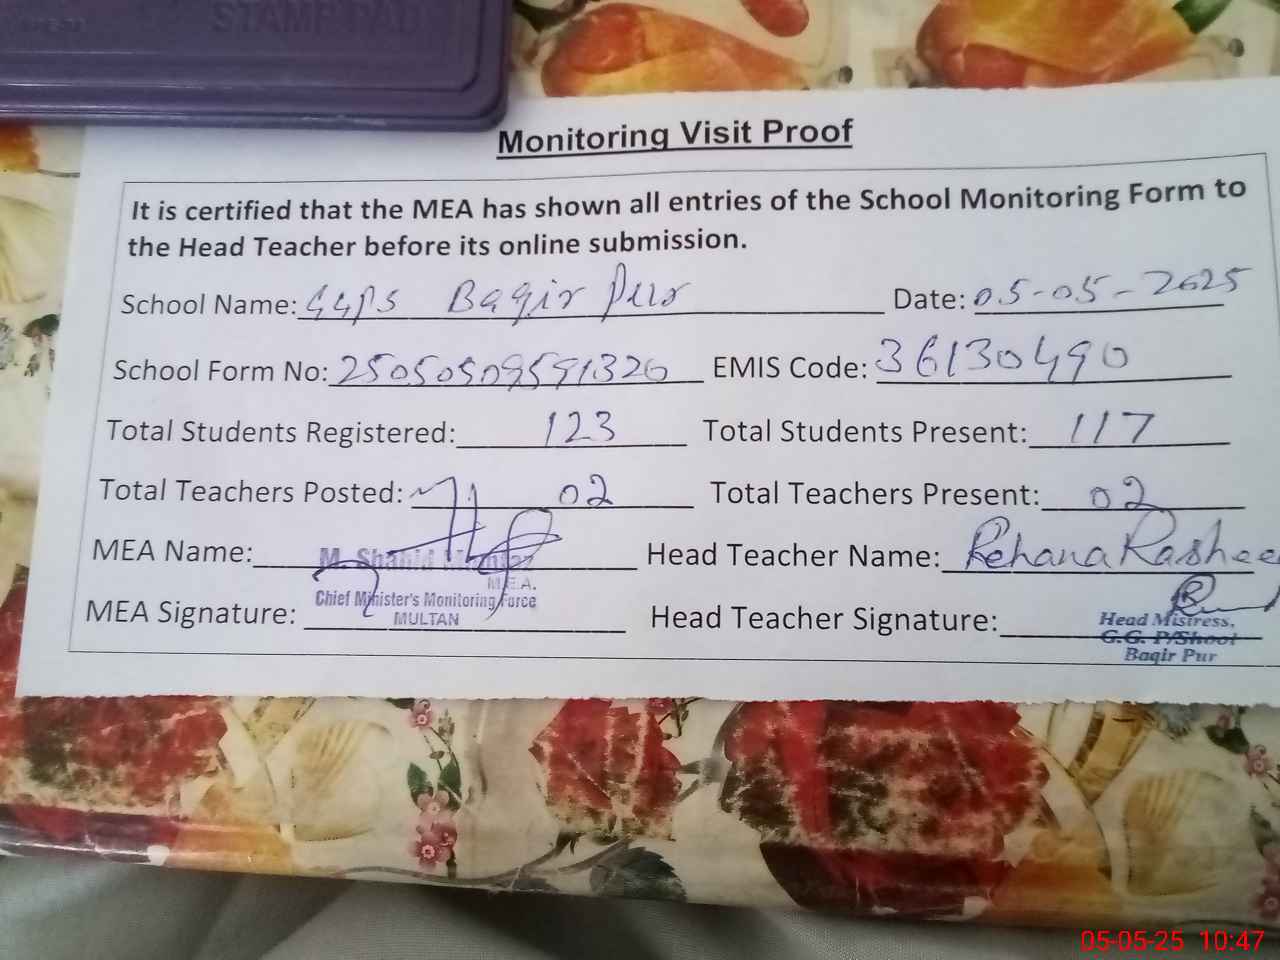 STAMP PAD
Monitoring Visit Proof
It is certified that the MEA has shown all entries of the School Monitoring Form to
the Head Teacher before its online submission.
School Name: GGPS Baqir Pur Date: 05-05-2025
School Form No: 25050509591320 EMIS Code: 36130490
Total Students Registered: 123 Total Students Present: 117
Total Teachers Posted: 02 Total Teachers Present: 02
MEA Name: M. Shahid Head Teacher Name: Rehana Rashee
M.E.A.
Chief Minister's Monitoring Force
MULTAN
MEA Signature: Head Teacher Signature:
Head Mistress,
G.G. P/Shool
Baqir Pur
05-05-25 10:47